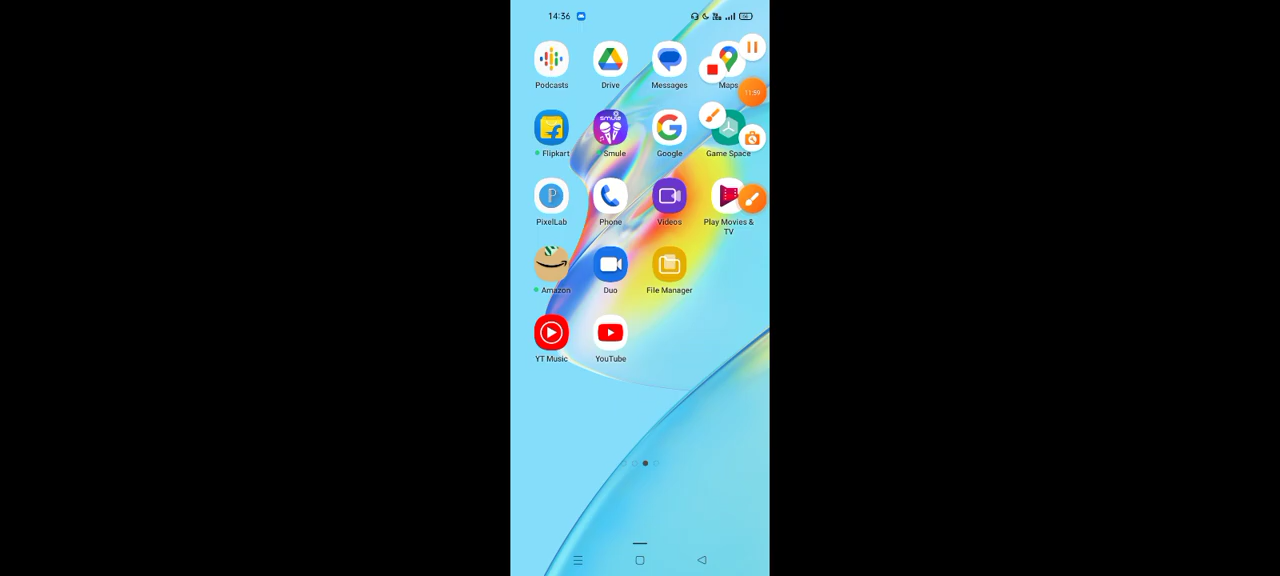 14:36
Podcasts Drive Messages Maps
11:59
smule
Flipkart Smule Google Game Space
P
PixelLab Phone Videos Play Movies &
TV
Amazon Duo File Manager
YT Music YouTube